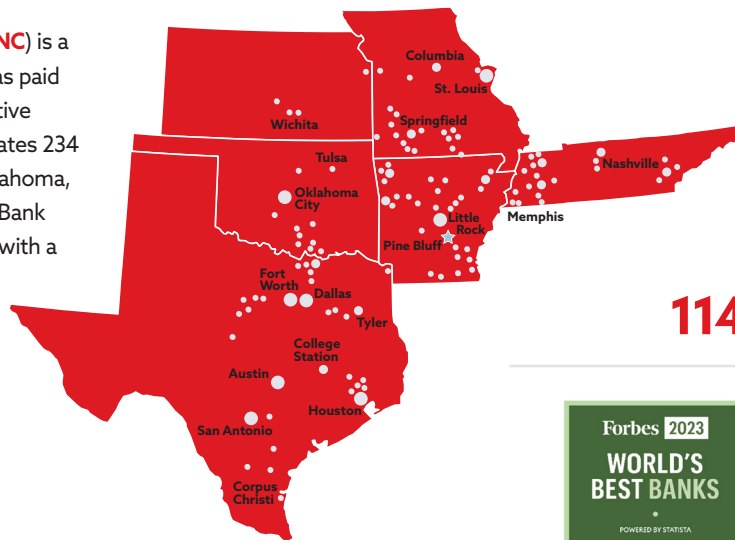 NC) is a
as paid
tive
ates 234
ahoma,
Bank
with a
Columbia
St. Louis
Springfield
Wichita
Tulsa
Oklahoma
City
Nashville
Memphis
Little
Rock
Pine Bluff
Fort
Worth
Dallas
Tyler
College
Station
Austin
Houston
San Antonio
Corpus
Christi
114
Forbes 2023
WORLD'S
BEST BANKS
POWERED BY STATISTA